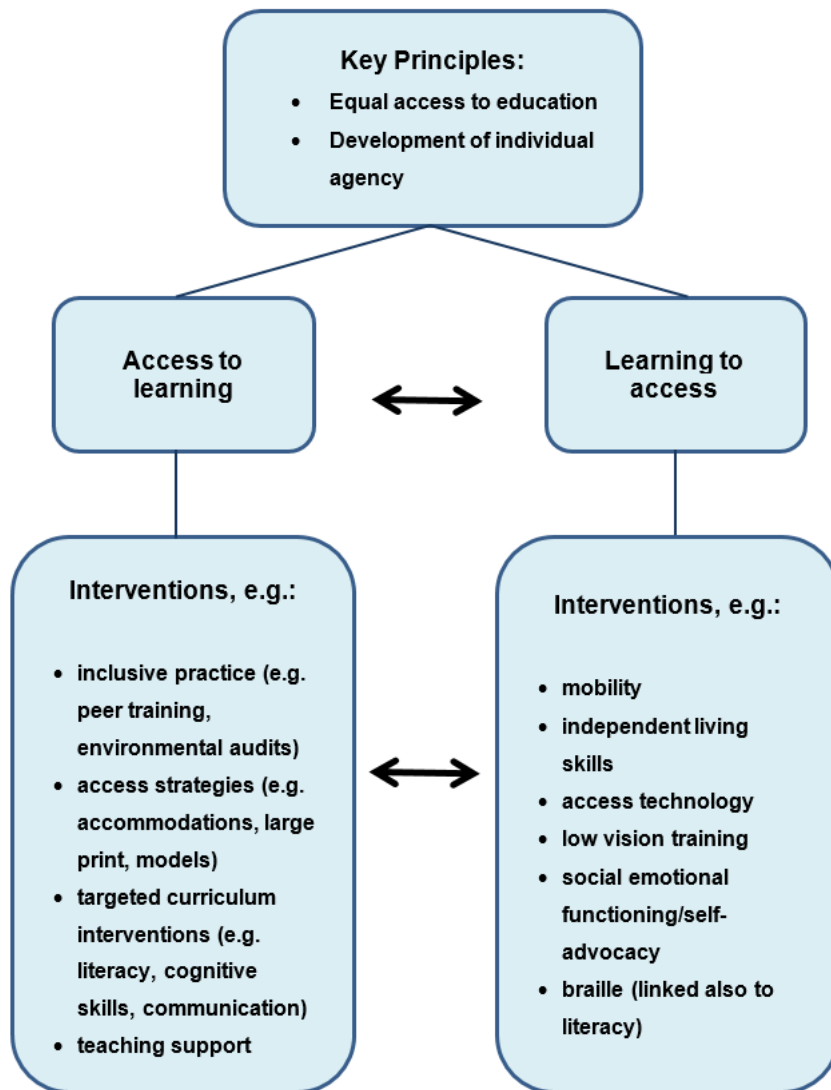 Key Principles:
• Equal access to education
• Development of individual
agency
Access to
learning
Learning to
access
Interventions, e.g.:
• inclusive practice (e.g.
peer training,
environmental audits)
• access strategies (e.g.
accommodations, large
print, models)
• targeted curriculum
interventions (e.g.
literacy, cognitive
skills, communication)
• teaching support
Interventions, e.g.:
• mobility
• independent living
skills
• access technology
• low vision training
• social emotional
functioning/self-
advocacy
• braille (linked also to
literacy)